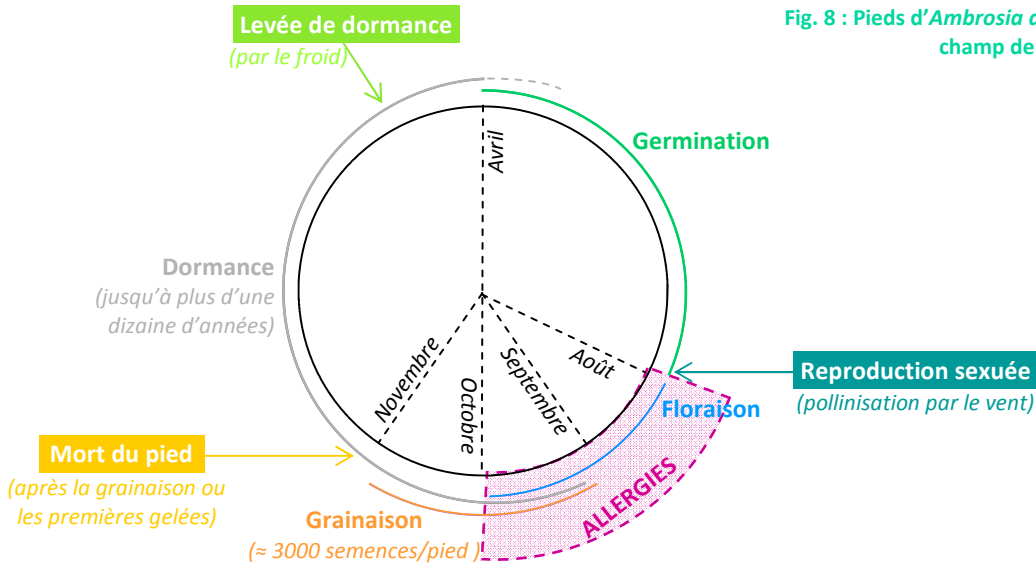 Levée de dormance
(par le froid)
Fig. 8 : Pieds d'Ambrosia
champ de
Avril
Germination
Dormance
(jusqu'à plus d'une
dizaine d'années)
Novembre
Octobre
Septembre
Août
Reproduction sexuée
(pollinisation par le vent)
Floraison
ALLERGIES
Mort du pied
(après la grainaison ou
les premières gelées)
Grainaison
(≈ 3000 semences/pied )